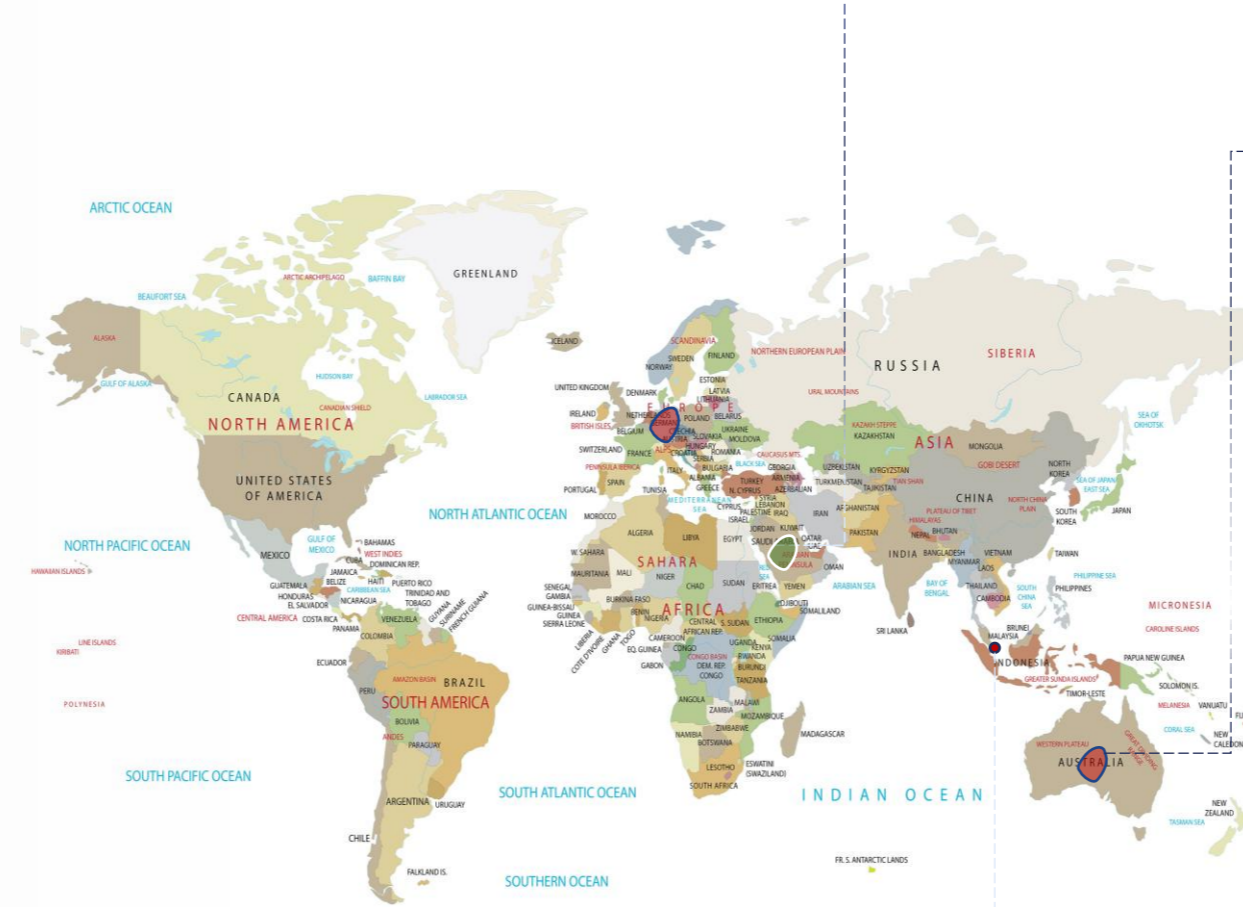 ARCTIC OCEAN
GREENLAND
ARCTIC ARCHIPELAGO
BAFFIN BAY
BEAUFORT SEA
ALASKA
GULF OF ALASKA
HUDSON BAY
CANADA
CANADIAN SHIELD
LABRADOR SEA
NORTH AMERICA
UNITED STATES
OF AMERICA
NORTH ATLANTIC OCEAN
NORTH PACIFIC OCEAN
GULF OF
MEXICO
MEXICO
BAHAMAS
CUBA
WEST INDIES
DOMINICAN REP.
JAMAICA
HAITI
PUERTO RICO
BELIZE
GUATEMALA
CARIBBEAN SEA
TRINIDAD AND
TOBAGO
HONDURAS
EL SALVADOR
NICARAGUA
HAWAIIAN ISLANDS
CENTRAL AMERICA
COSTA RICA
PANAMA
VENEZUELA
GUYANA
SURINAME
FRENCH GUIANA
COLOMBIA
LINE ISLANDS
KIRIBATI
ECUADOR
PERU
AMAZON BASIN
BRAZIL
SOUTH AMERICA
POLYNESIA
BOLIVIA
ANDES
PARAGUAY
SOUTH PACIFIC OCEAN
ARGENTINA
URUGUAY
CHILE
FALKLAND IS.
SOUTH ATLANTIC OCEAN
SOUTHERN OCEAN
ICELAND
SCANDINAVIA
NORWAY
SWEDEN
FINLAND
NORTHERN EUROPEAN PLAIN
RUSSIA
SIBERIA
UNITED KINGDOM
DENMARK
ESTONIA
LATVIA
LITHUANIA
URAL MOUNTAINS
IRELAND
EUROPE
BRITISH ISLES
POLAND
BELARUS
BELGIUM
CZECHIA
UKRAINE
SLOVAKIA
MOLDOVA
SWITZERLAND
FRANCE
ALPS
HUNGARY
CROATIA
ROMANIA
SERBIA
PENINSULA IBERICA
ITALY
BULGARIA
BLACK SEA
CAUCASUS MTS.
GEORGIA
ALBANIA
SPAIN
PORTUGAL
TUNISIA
GREECE
TURKEY
N. CYPRUS
ARMENIA
AZERBAIJAN
MEDITERRANEAN
SEA
CYPRUS
SYRIA
LEBANON
PALESTINE
IRAQ
ISRAEL
IRAN
JORDAN
KUWAIT
KAZAKH STEPPE
KAZAKHSTAN
ASIA
MONGOLIA
GOBI DESERT
UZBEKISTAN
KYRGYZSTAN
TURKMENISTAN
TIAN SHAN
TAJIKISTAN
AFGHANISTAN
CHINA
NORTH CHINA
PLAIN
NORTH
KOREA
SEA OF
OKHOTSK
SEA OF JAPAN
EAST SEA
SOUTH
KOREA
JAPAN
PLATEAU OF TIBET
HIMALAYAS
PAKISTAN
NEPAL
BHUTAN
INDIA
BANGLADESH
MYANMAR
VIETNAM
LAOS
TAIWAN
THAILAND
CAMBODIA
PHILIPPINE SEA
PHILIPPINES
SOUTH
CHINA
SEA
BAY OF
BENGAL
ARABIAN SEA
SRI LANKA
MOROCCO
ALGERIA
LIBYA
EGYPT
SAUDI
QATAR
UAE
OMAN
W. SAHARA
SAHARA
MAURITANIA
MALI
NIGER
CHAD
SUDAN
ERITREA
YEMEN
SENEGAL
GAMBIA
GUINEA-BISSAU
GUINEA
SIERRA LEONE
BURKINA FASO
BENIN
NIGERIA
AFRICA
DJIBOUTI
SOMALILAND
LIBERIA
COTE D'IVOIRE
GHANA
TOGO
CENTRAL
AFRICAN REP.
S. SUDAN
ETHIOPIA
CAMEROON
EQ. GUINEA
SOMALIA
GABON
CONGO
CONGO BASIN
DEM. REP.
CONGO
UGANDA
KENYA
RWANDA
BURUNDI
TANZANIA
ANGOLA
ZAMBIA
MALAWI
MOZAMBIQUE
ZIMBABWE
NAMIBIA
BOTSWANA
MADAGASCAR
LESOTHO
ESWATINI
(SWAZILAND)
SOUTH AFRICA
INDIAN OCEAN
FR. S. ANTARCTIC LANDS
MICRONESIA
CAROLINE ISLANDS
BRUNEI
MALAYSIA
INDONESIA
PAPUA NEW GUINEA
GREATER SUNDA ISLANDS
TIMOR-LESTE
SOLOMON IS.
MELANESIA
VANUATU
CORAL SEA
NEW
CALEDON
WESTERN PLATEAU
GREAT DIVIDING
RANGE
AUSTRALIA
NEW
ZEALAND
TASMAN SEA